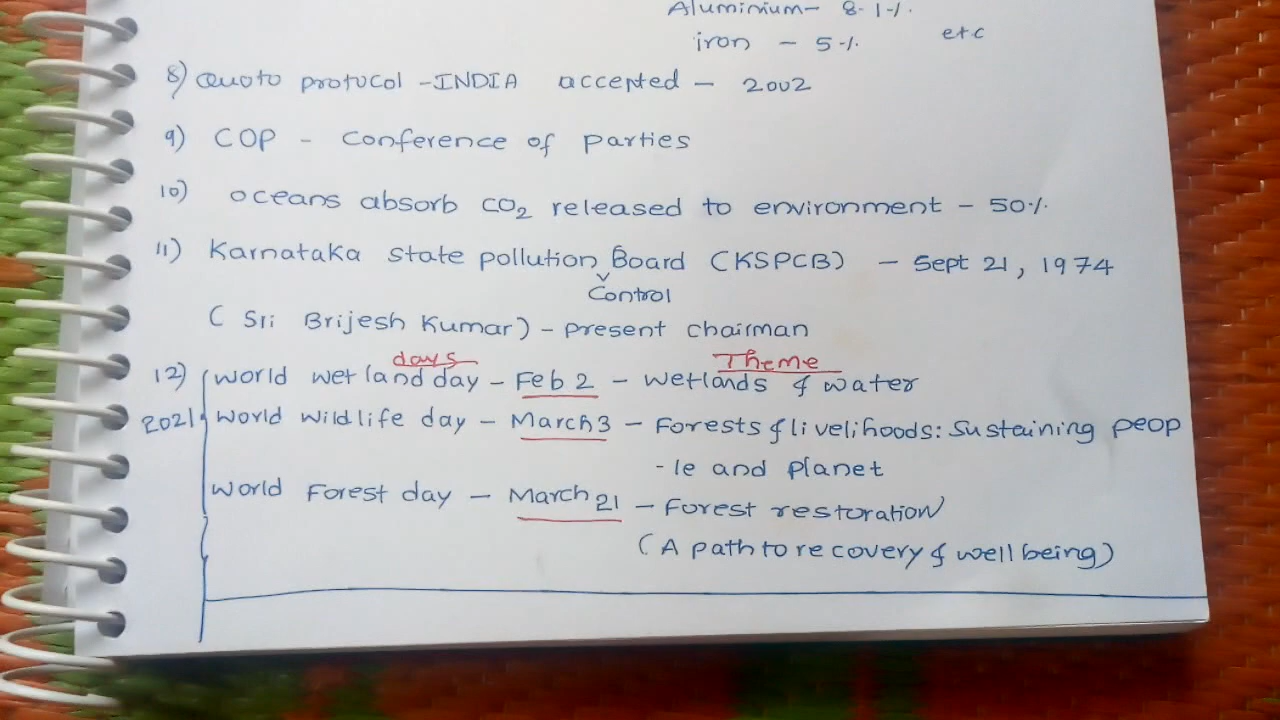 Aluminium- 8.1%.
iron - 5%. etc
8) Quoto protocol - INDIA accepted - 2002
9) COP - Conference of parties
10) oceans absorb CO2 released to environment - 50%.
11) Karnataka state pollution Board (KSPCB) - Sept 21, 1974
Control
(Sri Brijesh Kumar) - present chairman
days Theme
12) World wetland day - Feb 2 - wetlands & water
2021 World wildlife day - March 3 - Forests & livelihoods: Sustaining peop
-le and planet
World Forest day - March 21 - Forest restoration
(A path to recovery & well being)